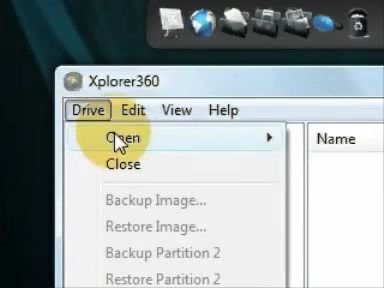 Xplorer360
Drive Edit View Help
Open
Name
Close
Backup Image...
Restore Image...
Backup Partition 2
Restore Partition 2